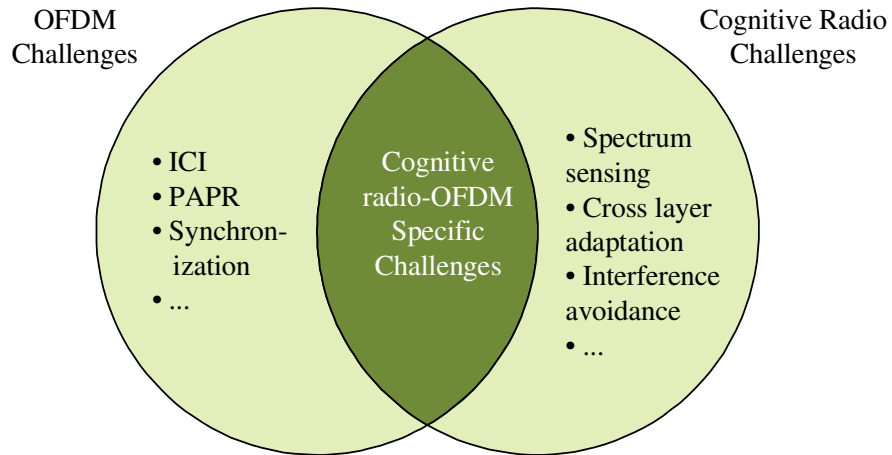 OFDM
Challenges
Cognitive Radio
Challenges
• ICI
• PAPR
• Synchron-
ization
• ...
Cognitive
radio-OFDM
Specific
Challenges
• Spectrum
sensing
• Cross layer
adaptation
• Interference
avoidance
• ...